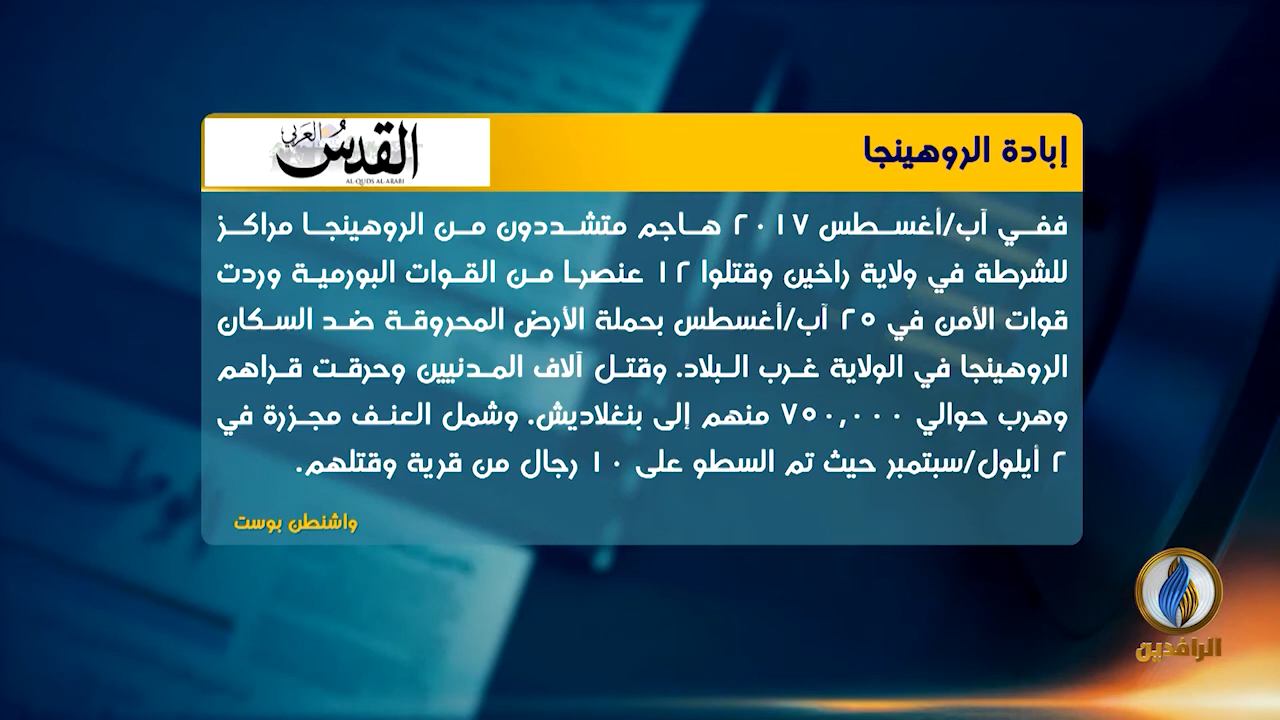 إبادة الروهينجا
القدس العربي
AL-QUDS AL-ARABI
ففي آب/أغسطس ٢٠١٧ هاجم متشددون من الروهينجا مراكز
للشرطة في ولاية راخين وقتلوا ١٢ عنصرا من القوات البورمية وردت
قوات الأمن في ٢٥ آب/أغسطس بحملة الأرض المحروقة ضد السكان
الروهينجا في الولاية غرب البلاد. وقتل آلاف المدنيين وحرقت قراهم
وهرب حوالي ٧٥٠,٠٠٠ منهم إلى بنغلاديش. وشمل العنف مجزرة في
٢ أيلول/سبتمبر حيث تم السطو على ١٠ رجال من قرية وقتلهم.
واشنطن بوست
الرافدين